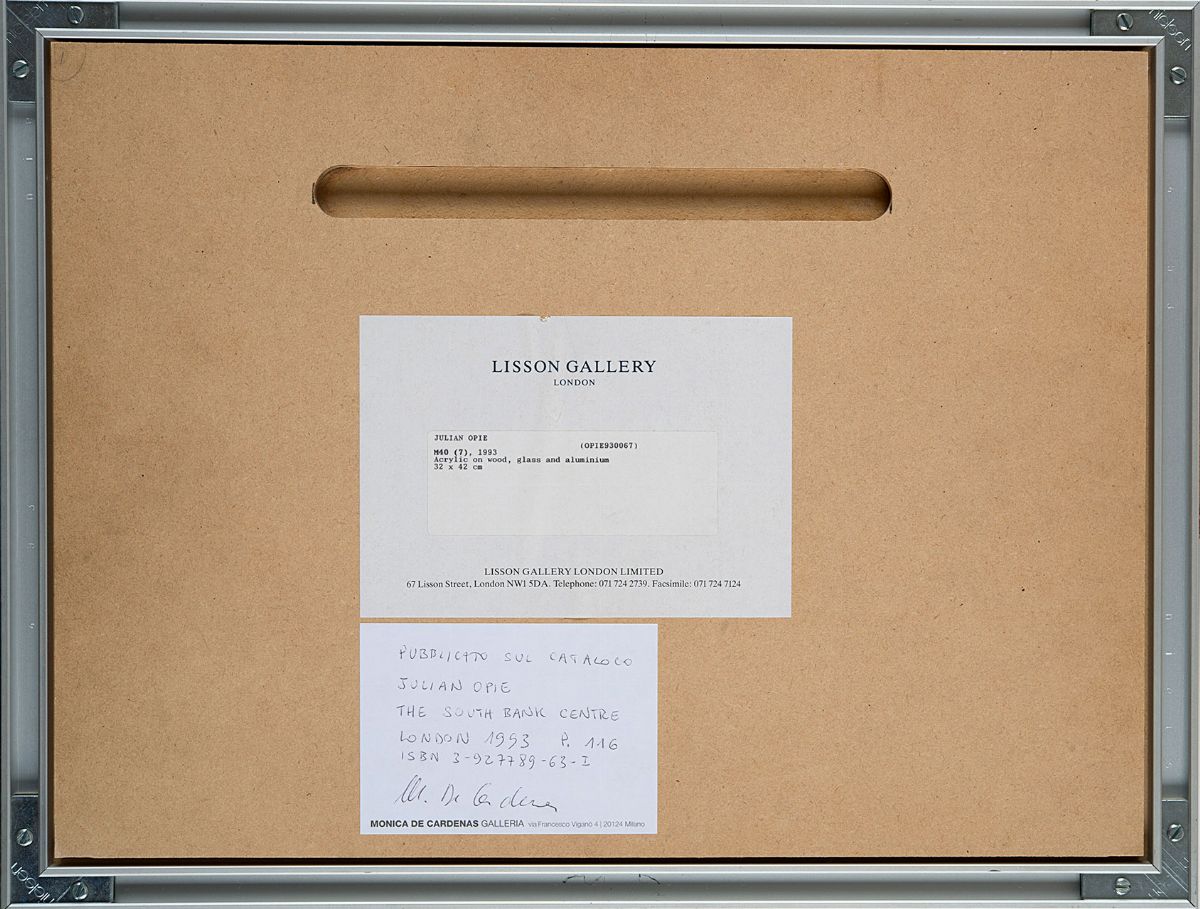 nielsen
LISSON GALLERY
LONDON
JULIAN OPIE
(OPIE930067)
M40 (7), 1993
Acrylic on wood, glass and aluminium
32 x 42 cm
LISSON GALLERY LONDON LIMITED
67 Lisson Street, London NW1 5DA. Telephone: 071 724 2739. Facsimile: 071 724 7124
PUBBLICATO SUL CATALOGO
JULIAN OPIE
THE SOUTH BANK CENTRE
LONDON 1993 P. 116
ISBN 3-927789-63-I
M. De Cardenas
MONICA DE CARDENAS GALLERIA via Francesco Viganò 4 | 20124 Milano
nielsen